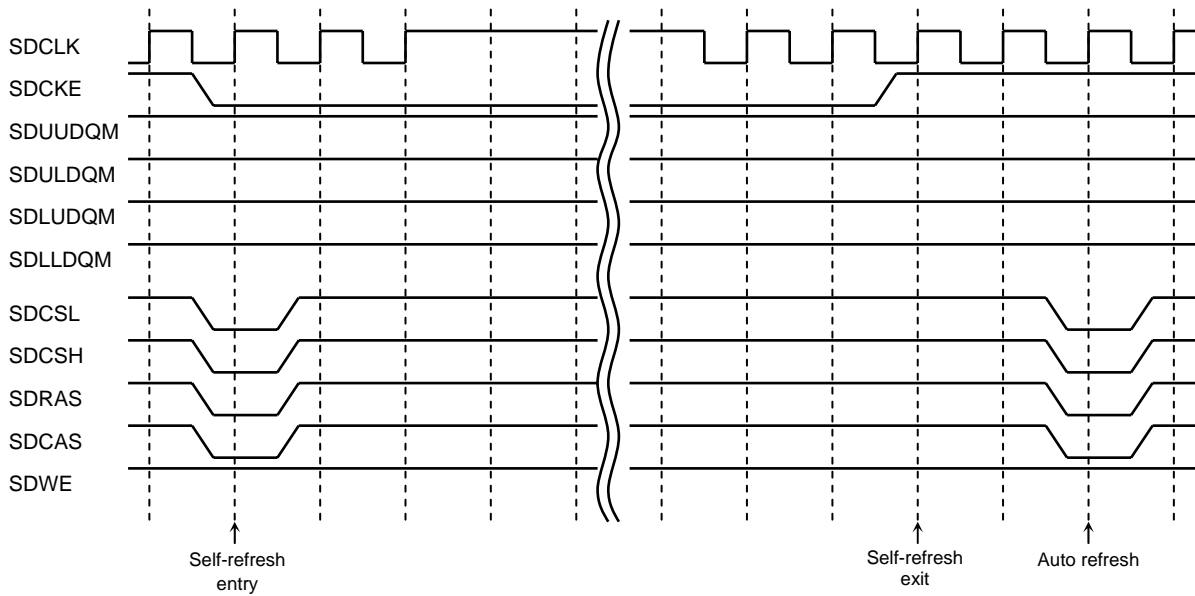 SDCLK
SDCKE
SDUUDQM
SDULDQM
SDLUDQM
SDLLDQM
SDCSL
SDCSH
SDRAS
SDCAS
SDWE
Self-refresh
entry
Self-refresh
exit
Auto refresh